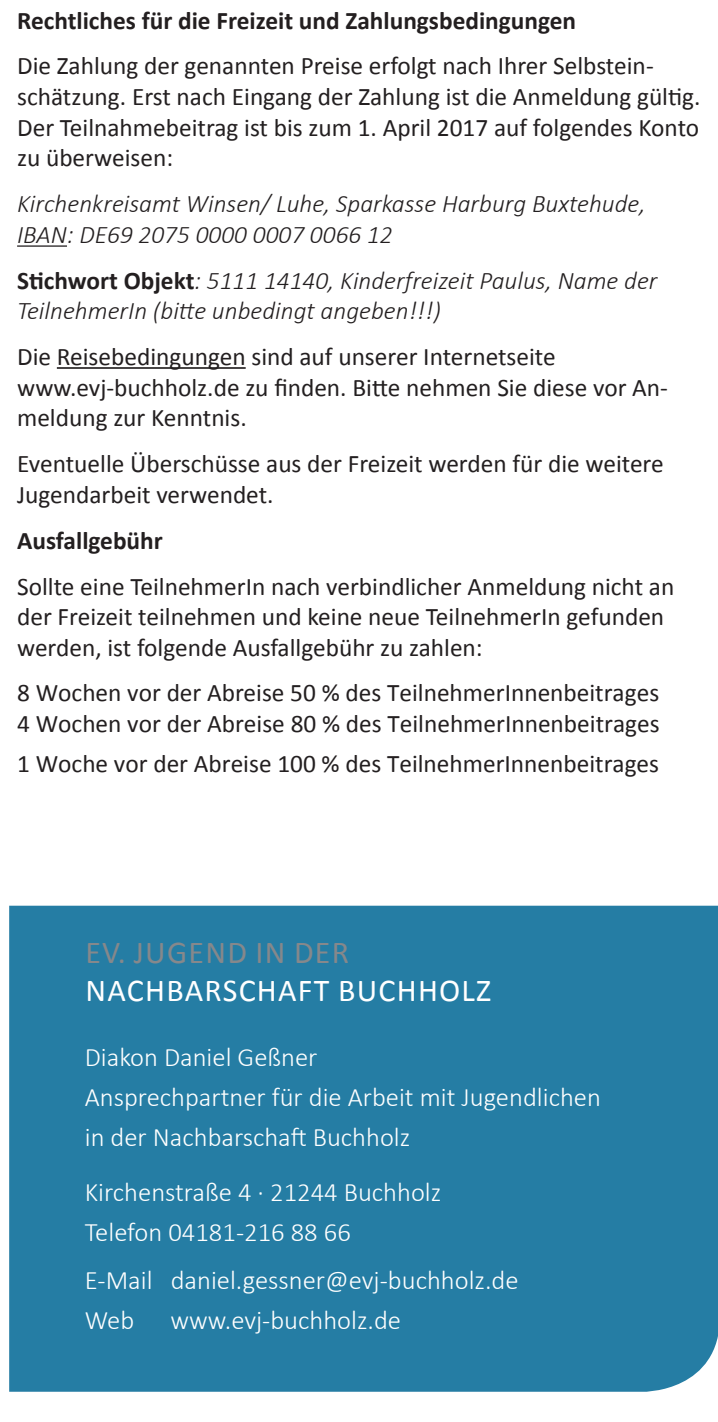 Rechtliches für die Freizeit und Zahlungsbedingungen
Die Zahlung der genannten Preise erfolgt nach Ihrer Selbstein-
schätzung. Erst nach Eingang der Zahlung ist die Anmeldung gültig.
Der Teilnahmebeitrag ist bis zum 1. April 2017 auf folgendes Konto
zu überweisen:
Kirchenkreisamt Winsen/ Luhe, Sparkasse Harburg Buxtehude,
IBAN: DE69 2075 0000 0007 0066 12
Stichwort Objekt: 5111 14140, Kinderfreizeit Paulus, Name der
TeilnehmerIn (bitte unbedingt angeben!!!)
Die Reisebedingungen sind auf unserer Internetseite
www.evj-buchholz.de zu finden. Bitte nehmen Sie diese vor An-
meldung zur Kenntnis.
Eventuelle Überschüsse aus der Freizeit werden für die weitere
Jugendarbeit verwendet.
Ausfallgebühr
Sollte eine TeilnehmerIn nach verbindlicher Anmeldung nicht an
der Freizeit teilnehmen und keine neue TeilnehmerIn gefunden
werden, ist folgende Ausfallgebühr zu zahlen:
8 Wochen vor der Abreise 50 % des TeilnehmerInnenbeitrages
4 Wochen vor der Abreise 80 % des TeilnehmerInnenbeitrages
1 Woche vor der Abreise 100 % des TeilnehmerInnenbeitrages
EV. JUGEND IN DER
NACHBARSCHAFT BUCHHOLZ
Diakon Daniel Geßner
Ansprechpartner für die Arbeit mit Jugendlichen
in der Nachbarschaft Buchholz
Kirchenstraße 4 · 21244 Buchholz
Telefon 04181-216 88 66
E-Mail daniel.gessner@evj-buchholz.de
Web www.evj-buchholz.de